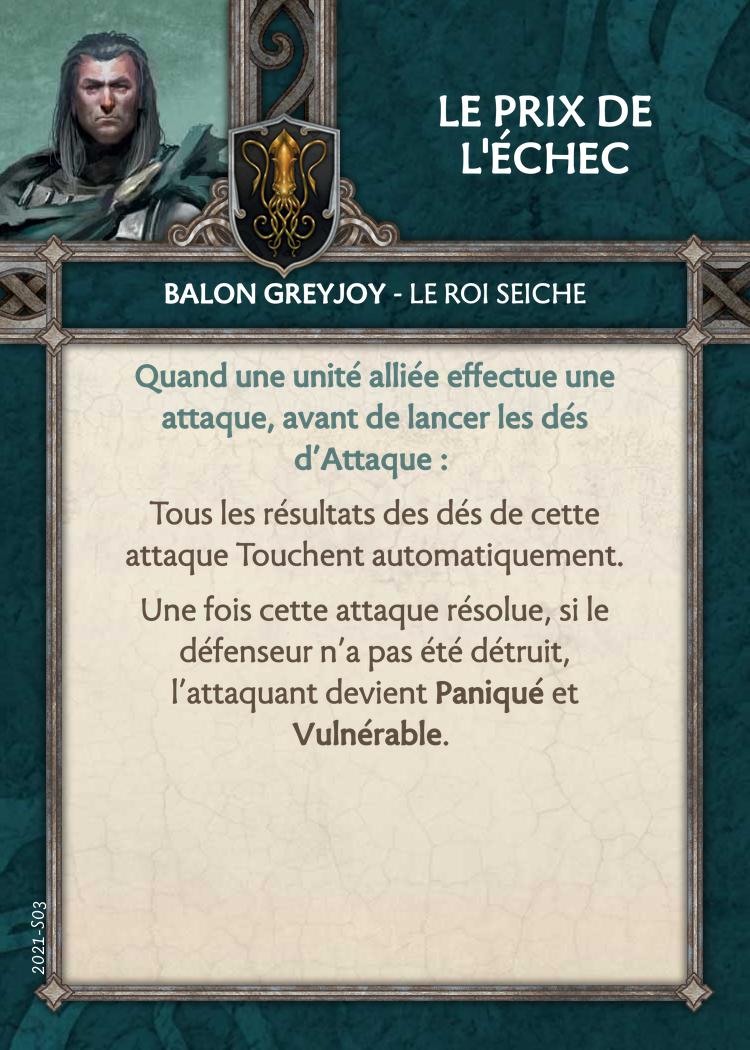 LE PRIX DE
L'ÉCHEC
BALON GREYJOY - LE ROI SEICHE
Quand une unité alliée effectue une
attaque, avant de lancer les dés
d’Attaque :
Tous les résultats des dés de cette
attaque Touchent automatiquement.
Une fois cette attaque résolue, si le
défenseur n’a pas été détruit,
l’attaquant devient Paniqué et
Vulnérable.
2021-S03